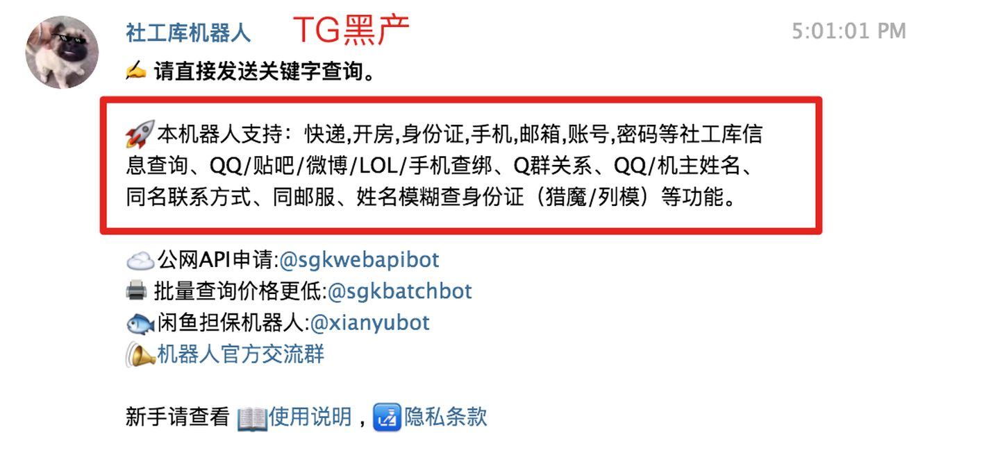 社工库机器人 TG黑产 5:01:01 PM
✍ 请直接发送关键字查询。
🚀本机器人支持：快递,开房,身份证,手机,邮箱,账号,密码等社工库信
息查询、QQ/贴吧/微博/LOL/手机查绑、Q群关系、QQ/机主姓名、
同名联系方式、同邮服、姓名模糊查身份证（猎魔/列模）等功能。
☁公网API申请:@sgkwebapibot
🖨 批量查询价格更低:@sgkbatchbot
🐟闲鱼担保机器人:@xianyubot
📢机器人官方交流群
新手请查看 📖使用说明，🛃隐私条款